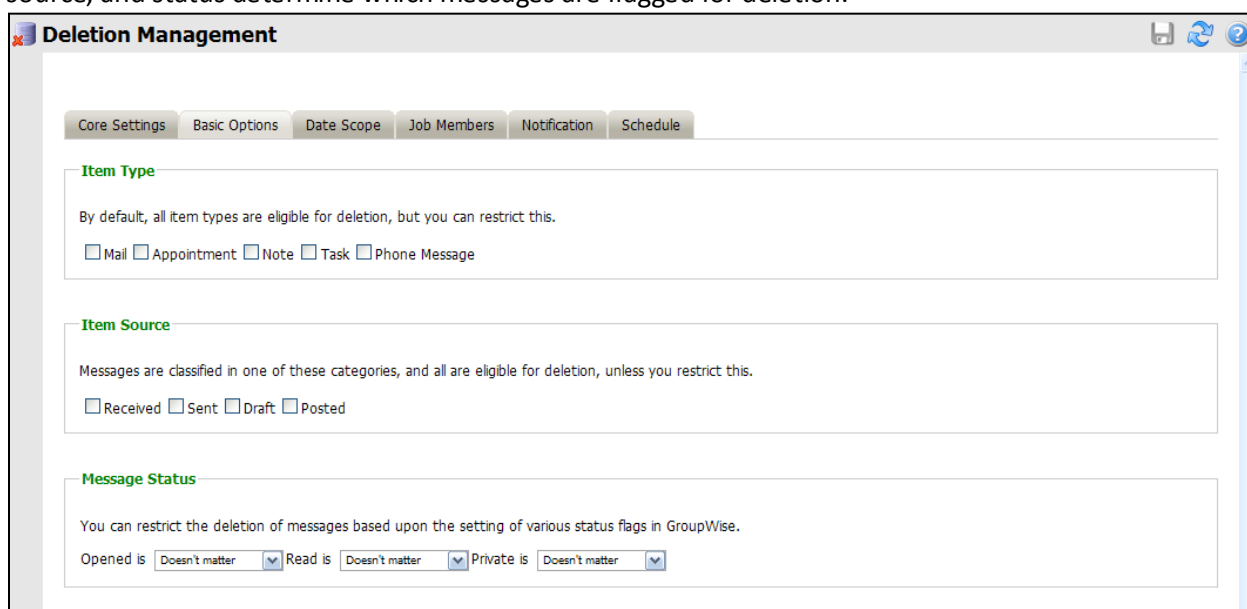 source, and status determine which messages are flagged for deletion.
Deletion Management
Core Settings Basic Options Date Scope Job Members Notification Schedule
Item Type
By default, all item types are eligible for deletion, but you can restrict this.
Mail Appointment Note Task Phone Message
Item Source
Messages are classified in one of these categories, and all are eligible for deletion, unless you restrict this.
Received Sent Draft Posted
Message Status
You can restrict the deletion of messages based upon the setting of various status flags in GroupWise.
Opened is Doesn't matter Read is Doesn't matter Private is Doesn't matter